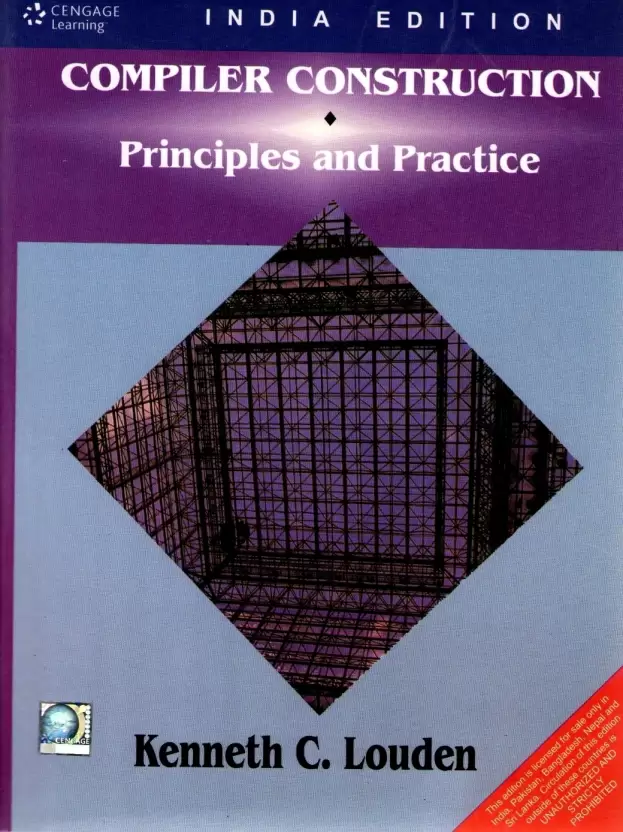 CENGAGE
Learning™
INDIA EDITION
COMPILER CONSTRUCTION
Principles and Practice
CENGAGE
Kenneth C. Louden
This edition is licensed for sale only in
India, Pakistan, Bangladesh, Nepal and
Sri Lanka. Circulation of this edition
outside of these countries is
UNAUTHORIZED AND
STRICTLY
PROHIBITED